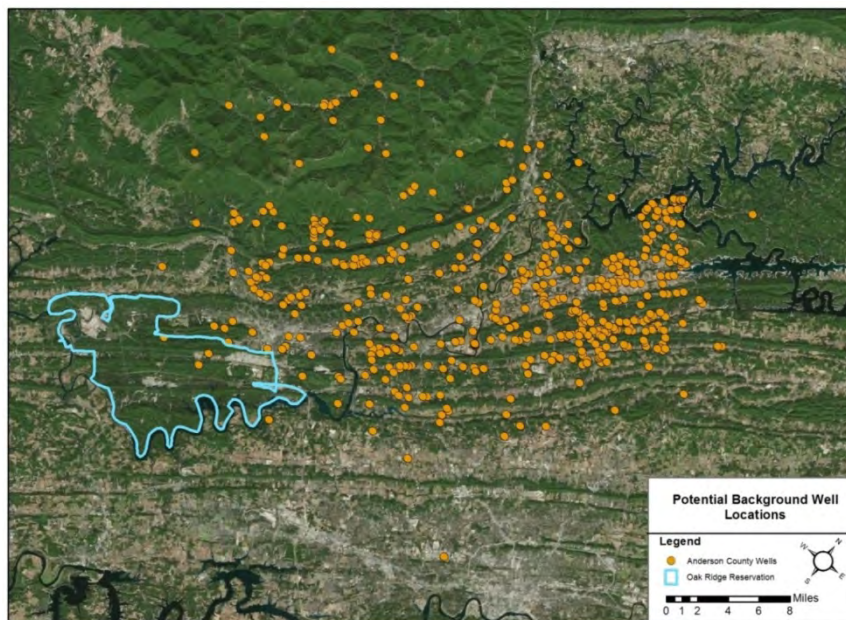 Potential Background Well
Locations
Legend
Anderson County Wells
Oak Ridge Reservation
N
W
E
S
0 1 2 4 6 8 Miles